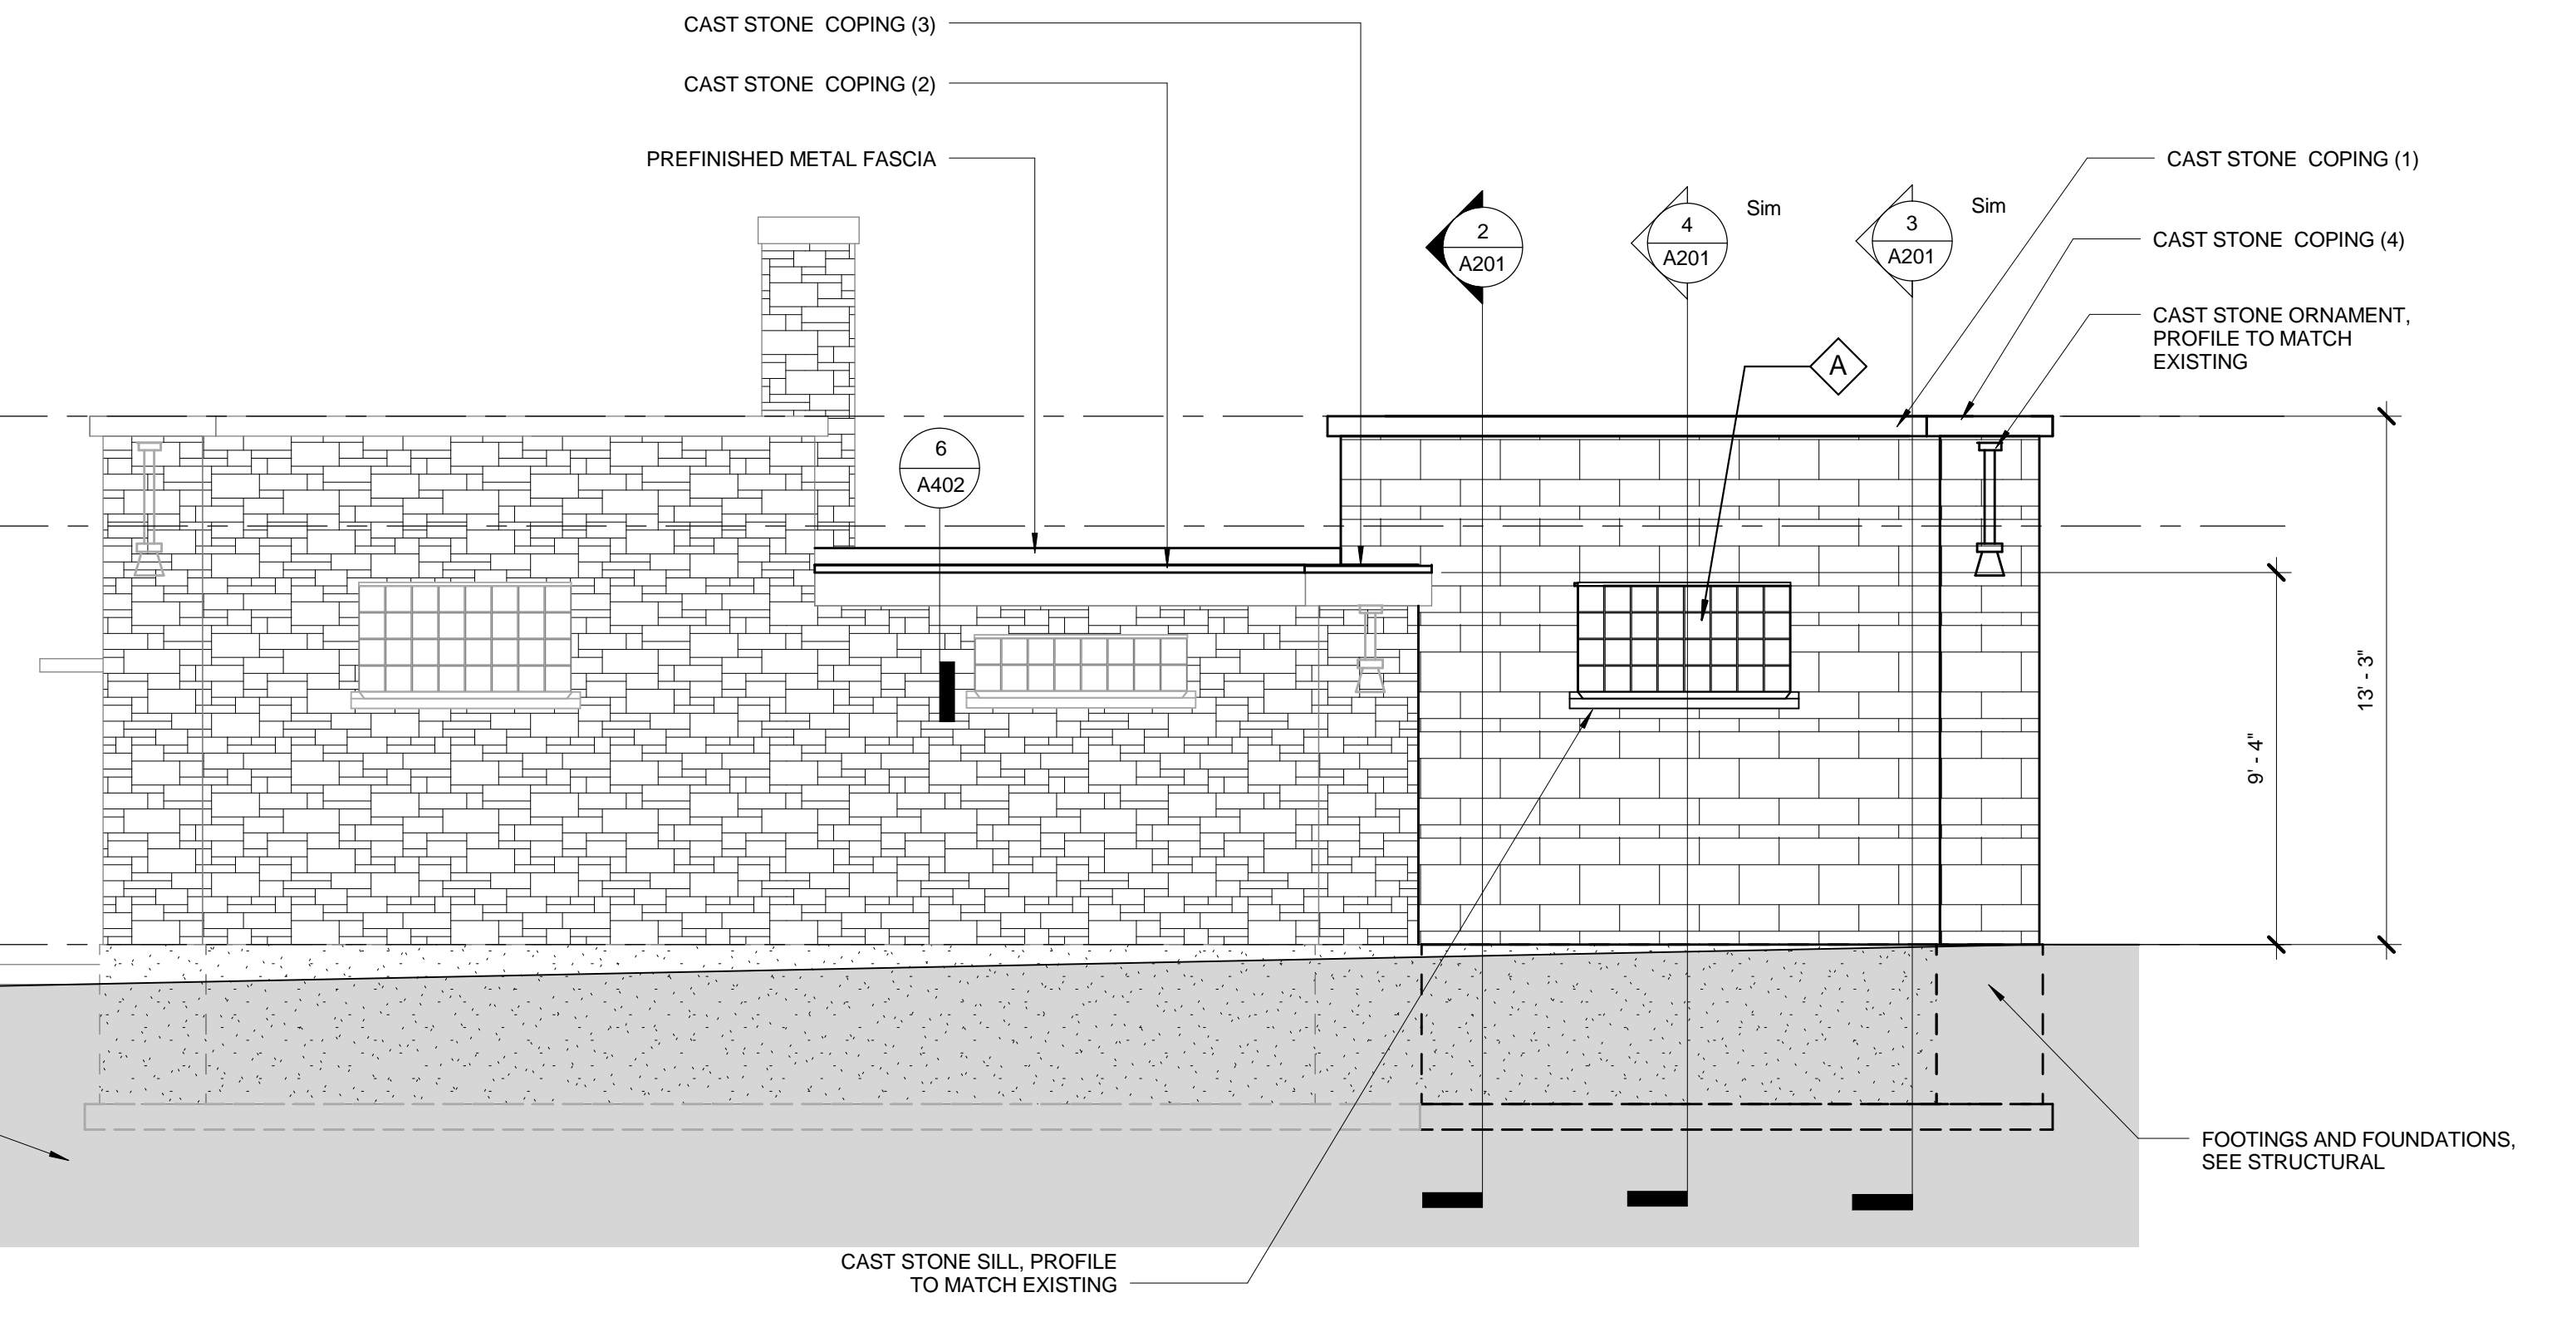 CAST STONE  COPING (3)
CAST STONE  COPING (2)
PREFINISHED METAL FASCIA
CAST STONE  COPING (1)
2
A201
4
A201
Sim
3
A201
Sim
CAST STONE  COPING (4)
CAST STONE ORNAMENT,
PROFILE TO MATCH
EXISTING
A
6
A402
13' - 3"
9' - 4"
FOOTINGS AND FOUNDATIONS,
SEE STRUCTURAL
CAST STONE SILL, PROFILE
TO MATCH EXISTING